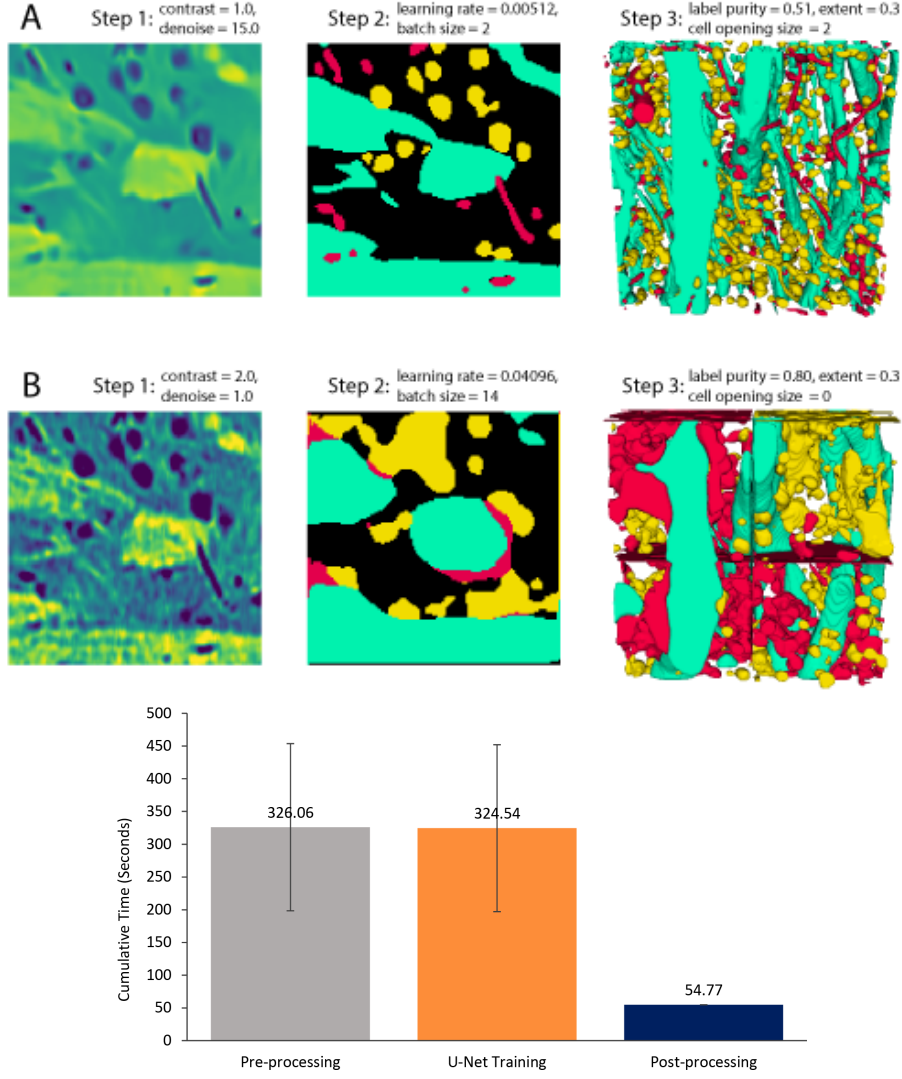 A
Step 1: contrast = 1.0,
denoise = 15.0
Step 2: learning rate = 0.00512,
batch size = 2
Step 3: label purity = 0.51, extent = 0.3
cell opening size = 2
B
Step 1: contrast = 2.0,
denoise = 1.0
Step 2: learning rate = 0.04096,
batch size = 14
Step 3: label purity = 0.80, extent = 0.3
cell opening size = 0
500
450
400
350
300
250
200
150
100
50
0
Cumulative Time (Seconds)
326.06
324.54
54.77
Pre-processing
U-Net Training
Post-processing